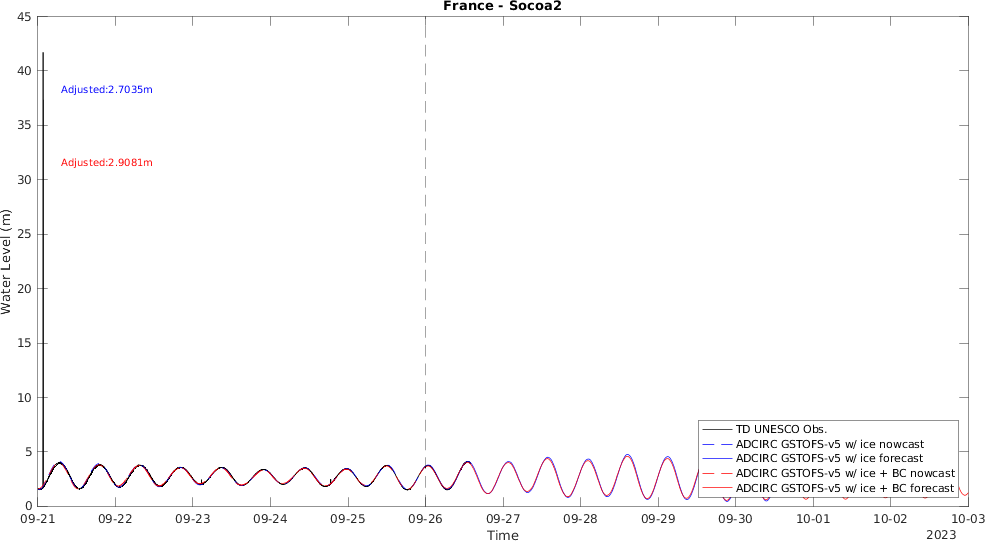 France - Socoa2
45
40
35
30
25
20
15
10
5
0
Water Level (m)
Adjusted:2.7035m
Adjusted:2.9081m
TD UNESCO Obs.
ADCIRC GSTOFS-v5 w/ ice nowcast
ADCIRC GSTOFS-v5 w/ ice forecast
ADCIRC GSTOFS-v5 w/ ice + BC nowcast
ADCIRC GSTOFS-v5 w/ ice + BC forecast
09-21 09-22 09-23 09-24 09-25 09-26 09-27 09-28 09-29 09-30 10-01 10-02 10-03
Time
2023